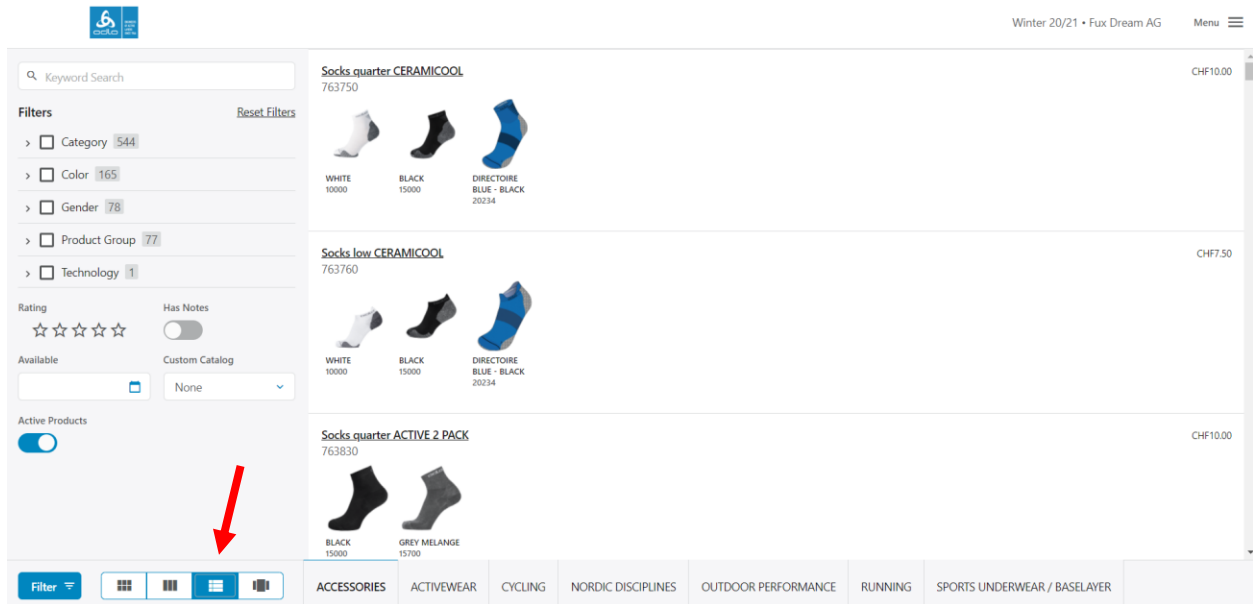 odlo
Winter 20/21 • Fux Dream AG
Menu
Keyword Search
Filters
Reset Filters
Category 544
Color 165
Gender 78
Product Group 77
Technology 1
Rating
Has Notes
Available
Custom Catalog
None
Active Products
Socks quarter CERAMICOOL
CHF10.00
763750
WHITE
10000
BLACK
15000
DIRECTOIRE
BLUE - BLACK
20234
Socks low CERAMICOOL
CHF7.50
763760
WHITE
10000
BLACK
15000
DIRECTOIRE
BLUE - BLACK
20234
Socks quarter ACTIVE 2 PACK
CHF10.00
763830
BLACK
15000
GREY MELANGE
15700
Filter
ACCESSORIES
ACTIVEWEAR
CYCLING
NORDIC DISCIPLINES
OUTDOOR PERFORMANCE
RUNNING
SPORTS UNDERWEAR / BASELAYER